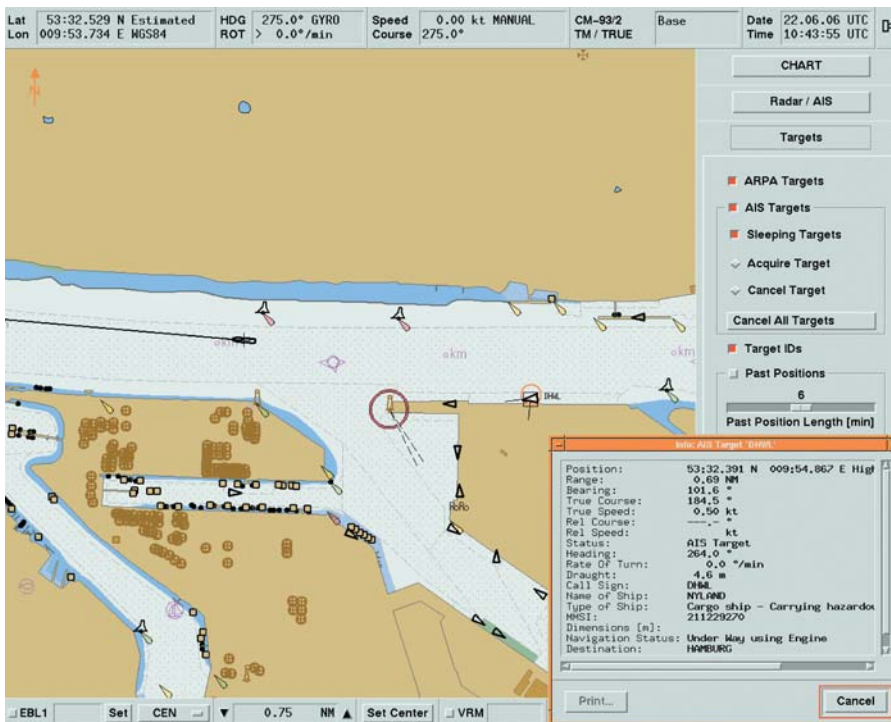 Lat 53:32.529 N Estimated
Lon 009:53.734 E WGS84
HDG 275.0° GYRO
ROT > 0.0°/min
Speed 0.00 kt MANUAL
Course 275.0°
CM-93/2
TM / TRUE
Base
Date 22.06.06 UTC
Time 10:43:55 UTC
N
CHART
Radar / AIS
Targets
ARPA Targets
AIS Targets
Sleeping Targets
Acquire Target
Cancel Target
Cancel All Targets
Target IDs
Past Positions
6
Past Position Length [min]
km
km
km
DHWL
RoRo
Info: AIS Target 'DHWL'
Position: 53:32.391 N 009:54.867 E High
Range: 0.69 NM
Bearing: 101.6 °
True Course: 184.5 °
True Speed: 0.50 kt
Rel Course: ---.- °
Rel Speed: kt
Status: AIS Target
Heading: 264.0 °
Rate Of Turn: 0.0 °/min
Draught: 4.6 m
Call Sign: DHWL
Name of Ship: NYLAND
Type of Ship: Cargo ship - Carrying hazardou
MMSI: 211229270
Dimensions [m]:
Navigation Status: Under Way using Engine
Destination: HAMBURG
Print...
Cancel
EBL1
Set
CEN
0.75 NM
Set Center
VRM